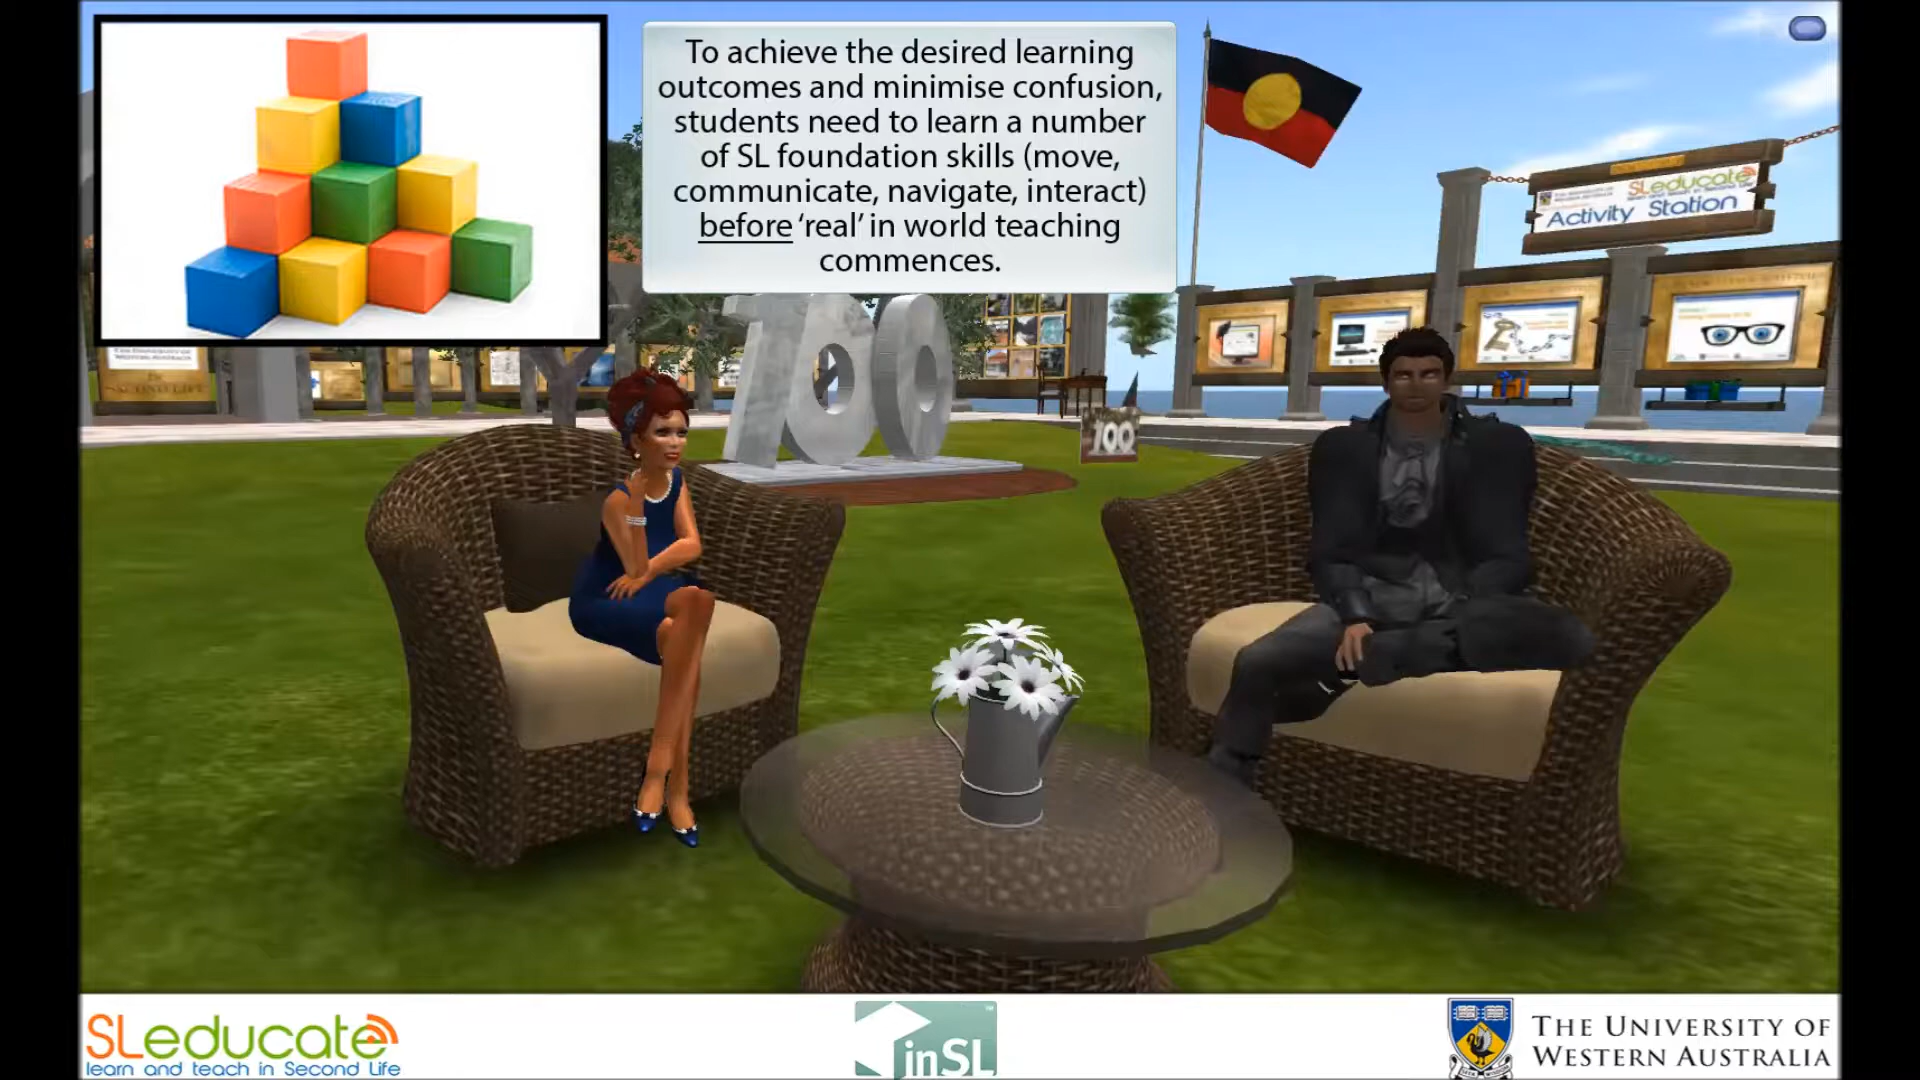 To achieve the desired learning
outcomes and minimise confusion,
students need to learn a number
of SL foundation skills (move,
communicate, navigate, interact)
before ‘real’ in world teaching
commences.
SLeducate
Activity Station
100
100
SLeducate
learn and teach in Second Life
inSL
THE UNIVERSITY OF
WESTERN AUSTRALIA